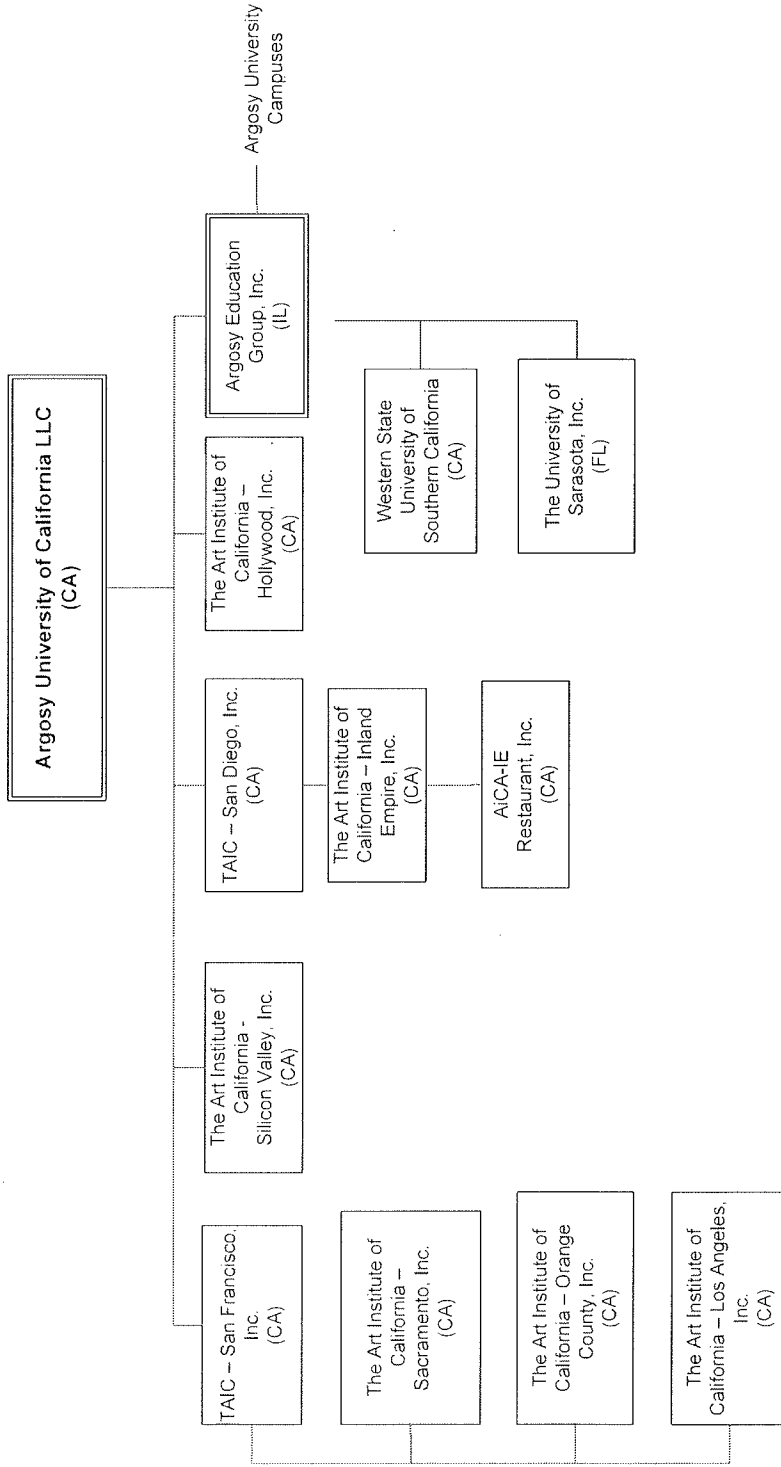 Argosy University of California LLC
(CA)
TAIC – San Francisco,
Inc.
(CA)
The Art Institute of
California –
Sacramento, Inc.
(CA)
The Art Institute of
California – Orange
County, Inc.
(CA)
The Art Institute of
California – Los Angeles,
Inc.
(CA)
The Art Institute of
California -
Silicon Valley, Inc.
(CA)
TAIC – San Diego, Inc.
(CA)
The Art Institute of
California – Inland
Empire, Inc.
(CA)
AiCA-IE
Restaurant, Inc.
(CA)
The Art Institute of
California –
Hollywood, Inc.
(CA)
Argosy Education
Group, Inc.
(IL)
Western State
University of
Southern California
(CA)
The University of
Sarasota, Inc.
(FL)
Argosy University
Campuses